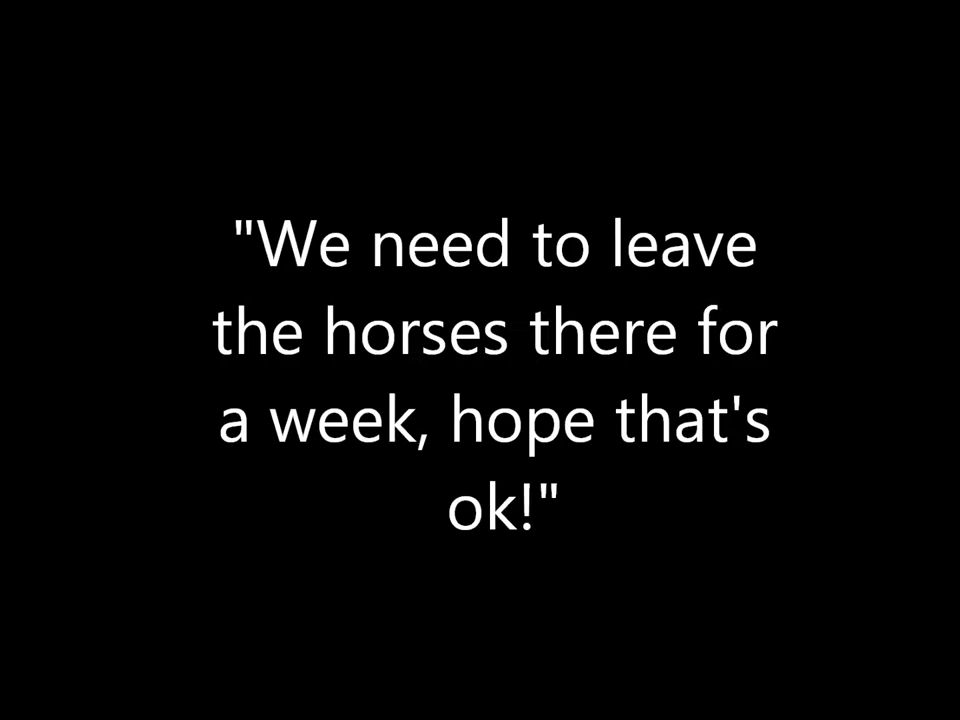 "We need to leave
the horses there for
a week, hope that's
ok!"